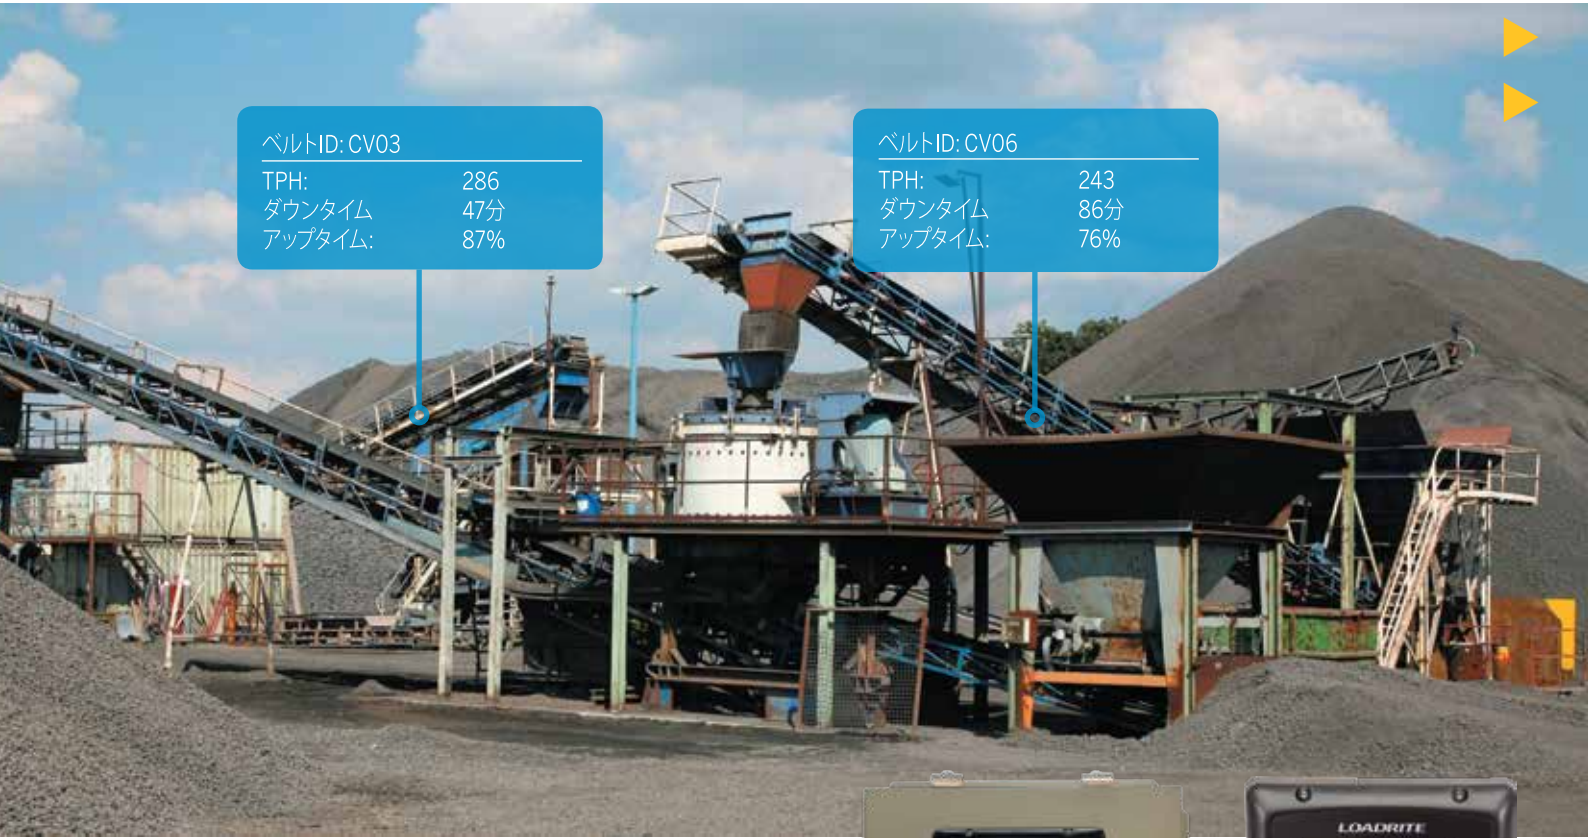 ベルトID: CV03
TPH: 286
ダウンタイム 47分
アップタイム: 87%
ベルトID: CV06
TPH: 243
ダウンタイム 86分
アップタイム: 76%
LOADRITE